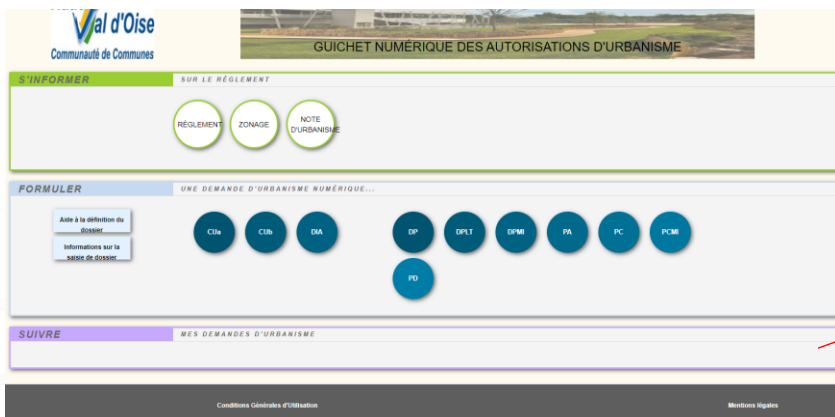 Val d'Oise
Communauté de Communes
GUICHET NUMÉRIQUE DES AUTORISATIONS D'URBANISME
S'INFORMER
SUR LE RÈGLEMENT
RÈGLEMENT
ZONAGE
NOTE
D'URBANISME
FORMULER
UNE DEMANDE D'URBANISME NUMÉRIQUE...
Aide à la définition du
dossier
Informations sur la
saisie de dossier
CUa
CUb
DIA
DP
DPLT
DPMI
PA
PC
PCMI
PD
SUIVRE
MES DEMANDES D'URBANISME
Conditions Générales d'Utilisation
Mentions légales